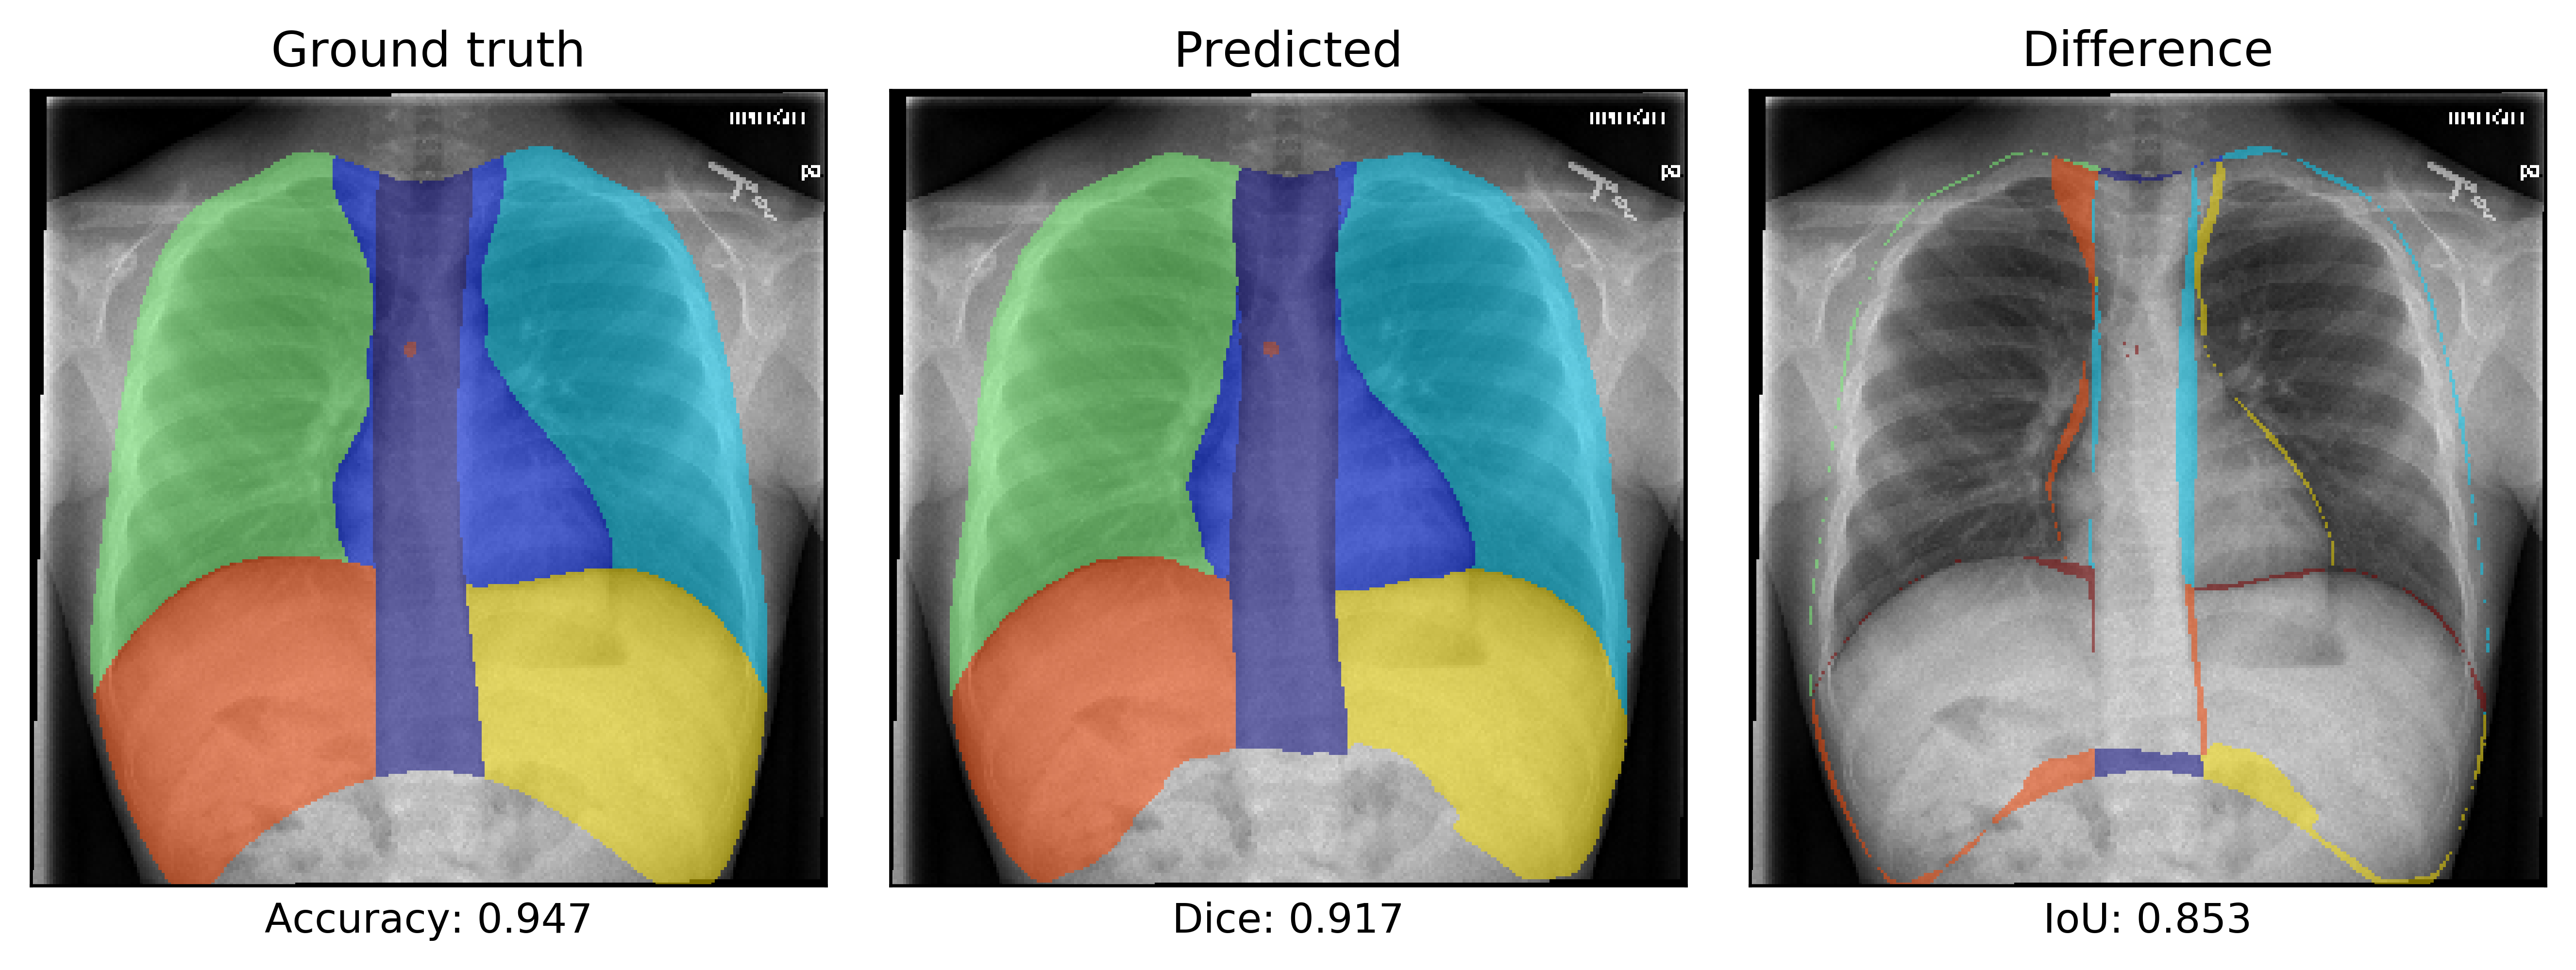 Ground truth
Predicted
Difference
Accuracy: 0.947
Dice: 0.917
IoU: 0.853